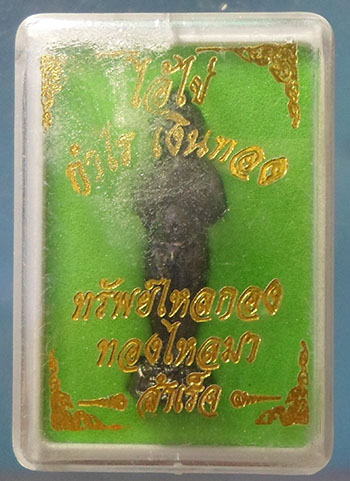 ไอ้ไข่
กำไร เงินทอง
ทรัพย์ไหลกอง
ทองไหลมา
สำเร็จ